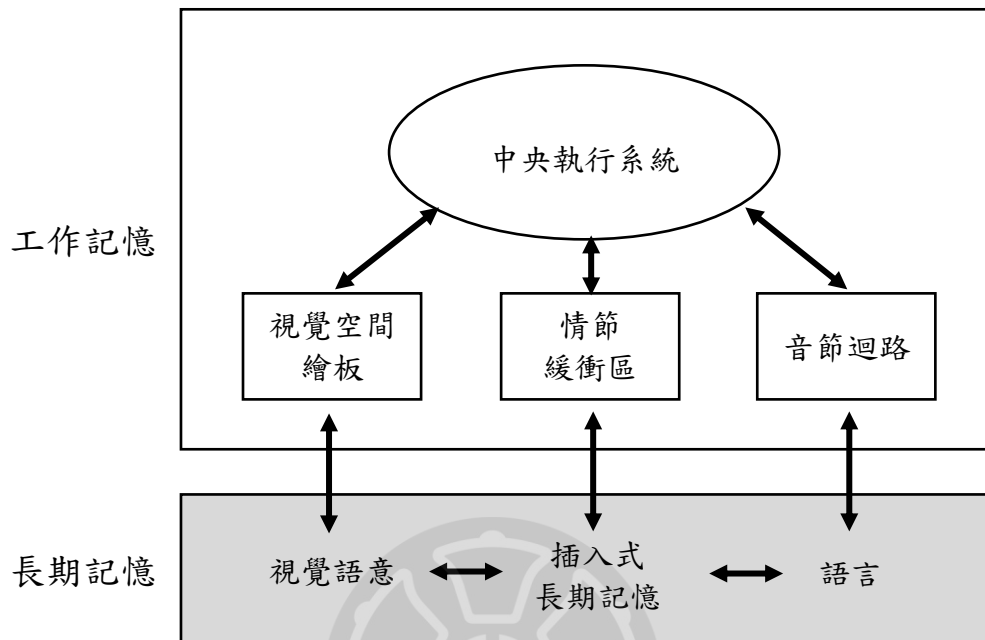 中央執行系統
工作記憶
視覺空間
繪板
情節
緩衝區
音節迴路
長期記憶
視覺語意
插入式
長期記憶
語言